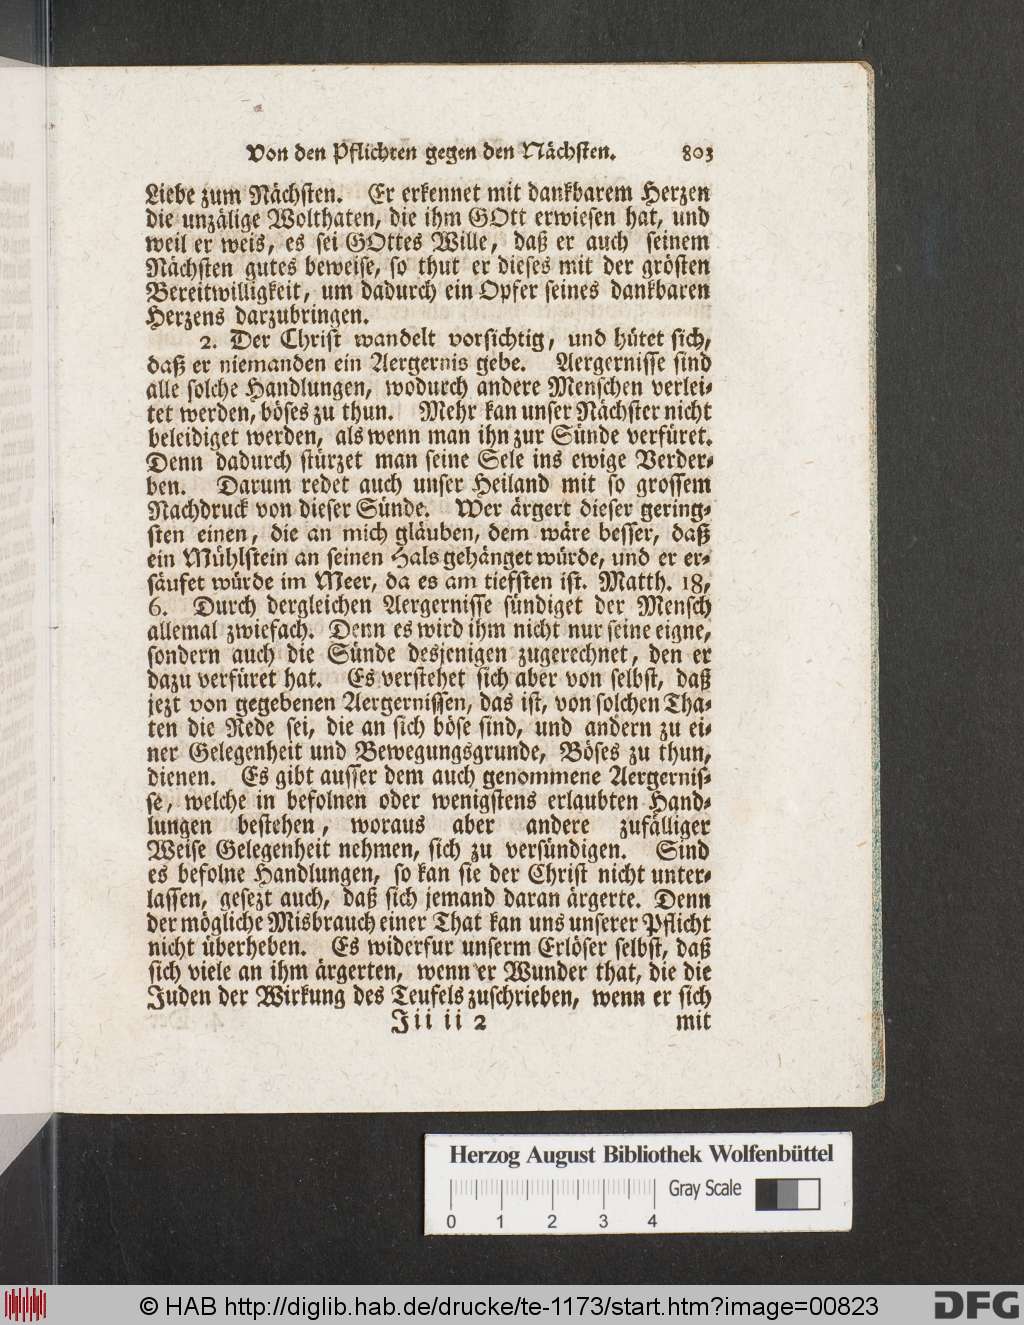 Von den Pflichten gegen den Nächsten. 803
Liebe zum Nächsten. Er erkennet mit dankbarem Herzen
die unzälige Wolthaten, die ihm GOtt erwiesen hat, und
weil er weis, es sei GOttes Wille, daß er auch seinem
Nächsten gutes beweise, so thut er dieses mit der grösten
Bereitwilligkeit, um dadurch ein Opfer seines dankbaren
Herzens darzubringen.
2. Der Christ wandelt vorsichtig, und hütet sich,
daß er niemanden ein Aergernis gebe. Aergernisse sind
alle solche Handlungen, wodurch andere Menschen verlei-
tet werden, böses zu thun. Mehr kan unser Nächster nicht
beleidiget werden, als wenn man ihn zur Sünde verfüret.
Denn dadurch stürzet man seine Sele ins ewige Verder-
ben. Darum redet auch unser Heiland mit so grossem
Nachdruck von dieser Sünde. Wer ärgert dieser gering-
sten einen, die an mich gläuben, dem wäre besser, daß
ein Mühlstein an seinen Hals gehänget würde, und er er-
säufet würde im Meer, da es am tiefsten ist. Matth. 18,
6. Durch dergleichen Aergernisse sündiget der Mensch
allemal zwiefach. Denn es wird ihm nicht nur seine eigne,
sondern auch die Sünde desjenigen zugerechnet, den er
dazu verfüret hat. Es verstehet sich aber von selbst, daß
jezt von gegebenen Aergernissen, das ist, von solchen Tha-
ten die Rede sei, die an sich böse sind, und andern zu ei-
ner Gelegenheit und Bewegungsgrunde, Böses zu thun,
dienen. Es gibt ausser dem auch genommene Aergernis-
se, welche in befolnen oder wenigstens erlaubten Hand-
lungen bestehen, woraus aber andere zufälliger
Weise Gelegenheit nehmen, sich zu versündigen. Sind
es befolne Handlungen, so kan sie der Christ nicht unter-
lassen, gesezt auch, daß sich jemand daran ärgerte. Denn
der mögliche Misbrauch einer That kan uns unserer Pflicht
nicht überheben. Es widerfur unserm Erlöser selbst, daß
sich viele an ihm ärgerten, wenn er Wunder that, die die
Juden der Wirkung des Teufels zuschrieben, wenn er sich
Jii ii 2 mit
Herzog August Bibliothek Wolfenbüttel
Gray Scale
0 1 2 3 4
© HAB http://diglib.hab.de/drucke/te-1173/start.htm?image=00823
DFG